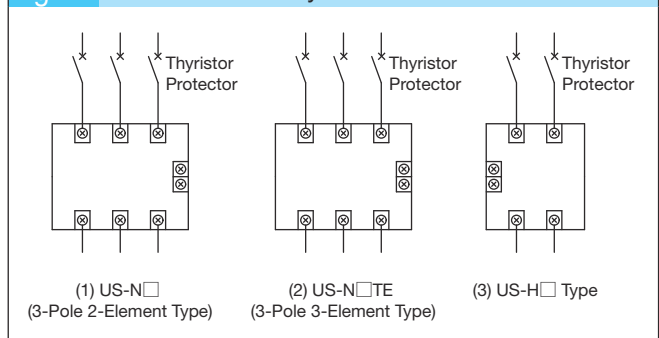 Thyristor
Protector
Thyristor
Protector
Thyristor
Protector
(1) US-N□
(3-Pole 2-Element Type)
(2) US-N□TE
(3-Pole 3-Element Type)
(3) US-H□ Type